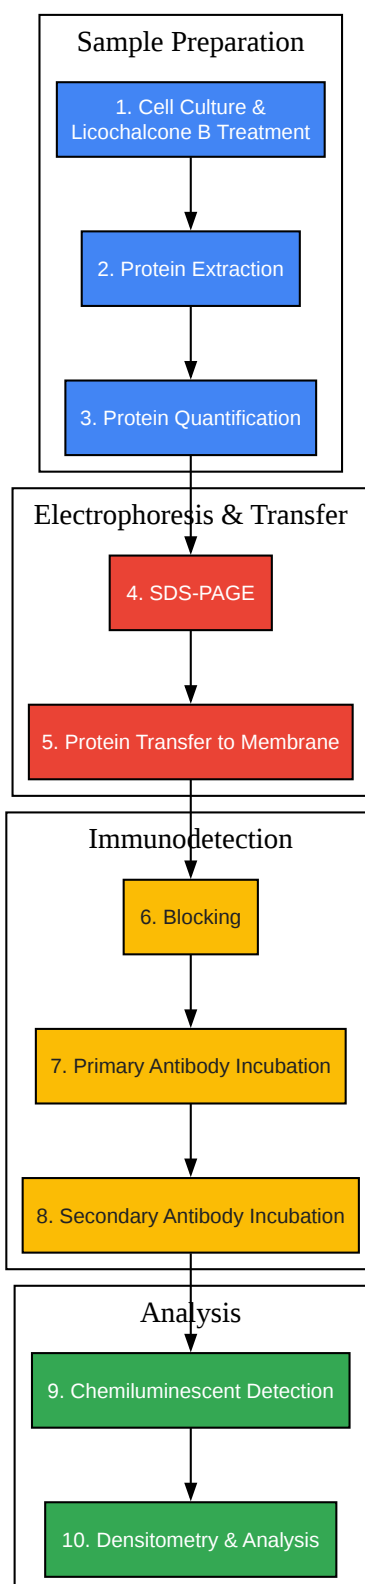 Sample Preparation
1. Cell Culture &
Licochalcone B Treatment
2. Protein Extraction
3. Protein Quantification
Electrophoresis & Transfer
4. SDS-PAGE
5. Protein Transfer to Membrane
Immunodetection
6. Blocking
7. Primary Antibody Incubation
8. Secondary Antibody Incubation
Analysis
9. Chemiluminescent Detection
10. Densitometry & Analysis